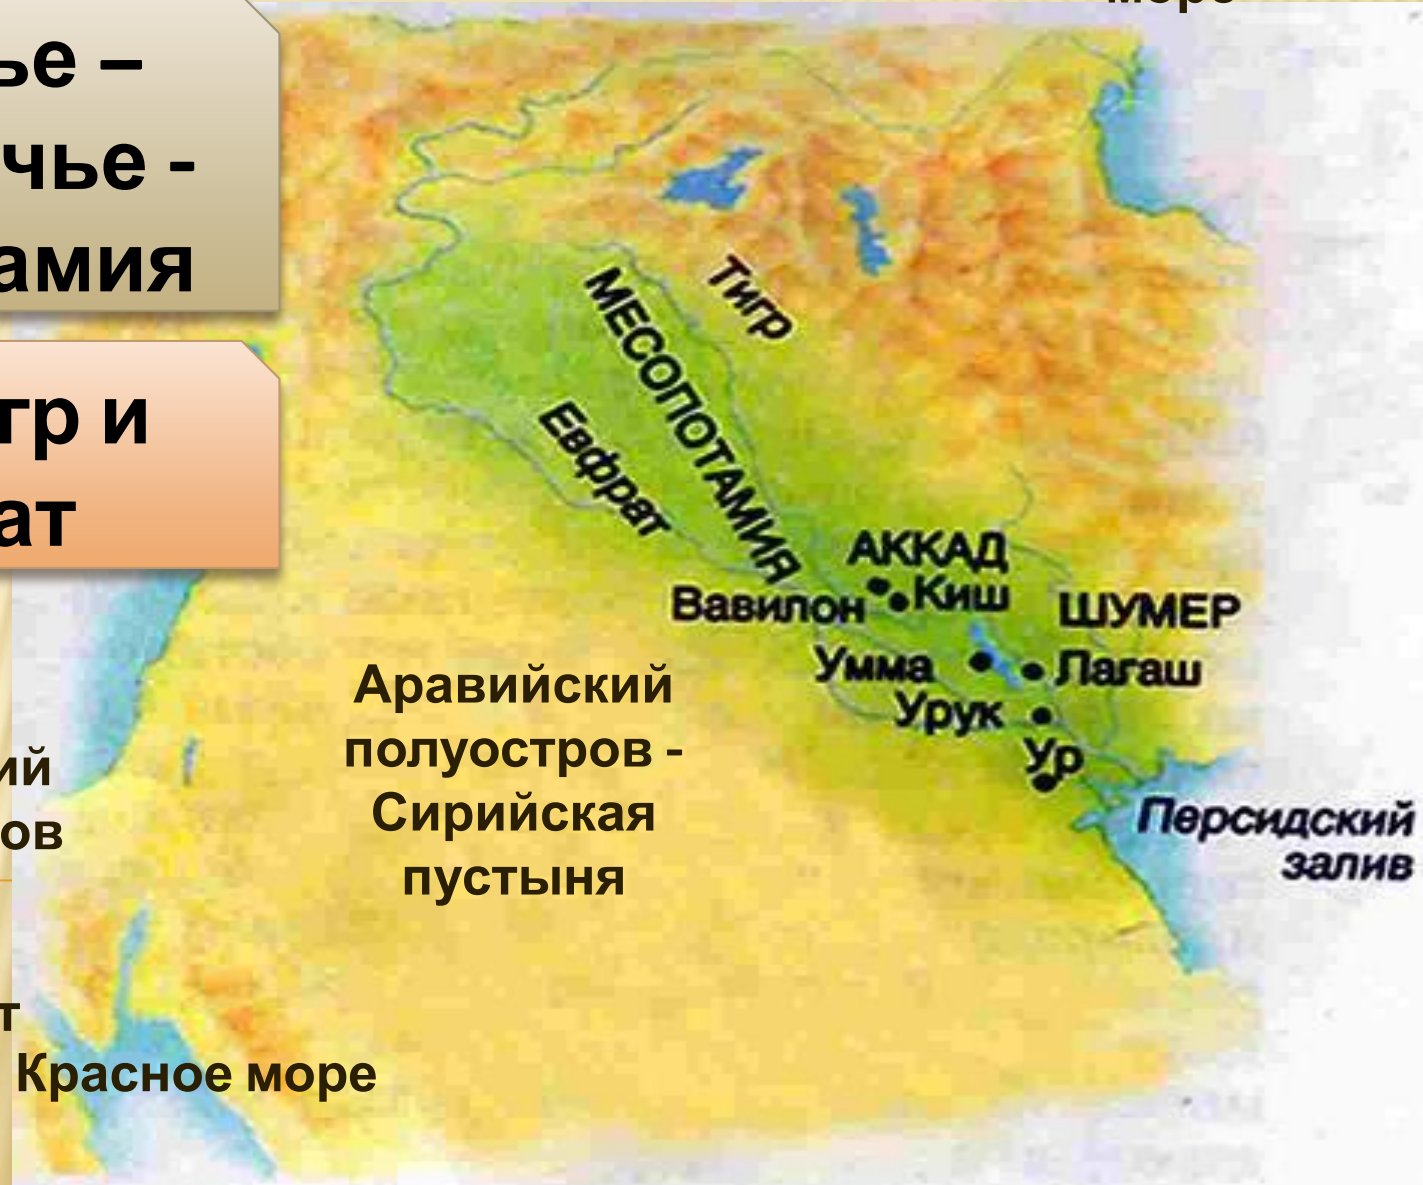 ье –
чье -
амия
гр и
ат
Тигр
МЕСОПОТАМИЯ
Евфрат
АККАД
Киш
Вавилон
ШУМЕР
Умма
Лагаш
Урук
Ур
Персидский
залив
Аравийский
полуостров -
Сирийская
пустыня
ий
ов
т
Красное море